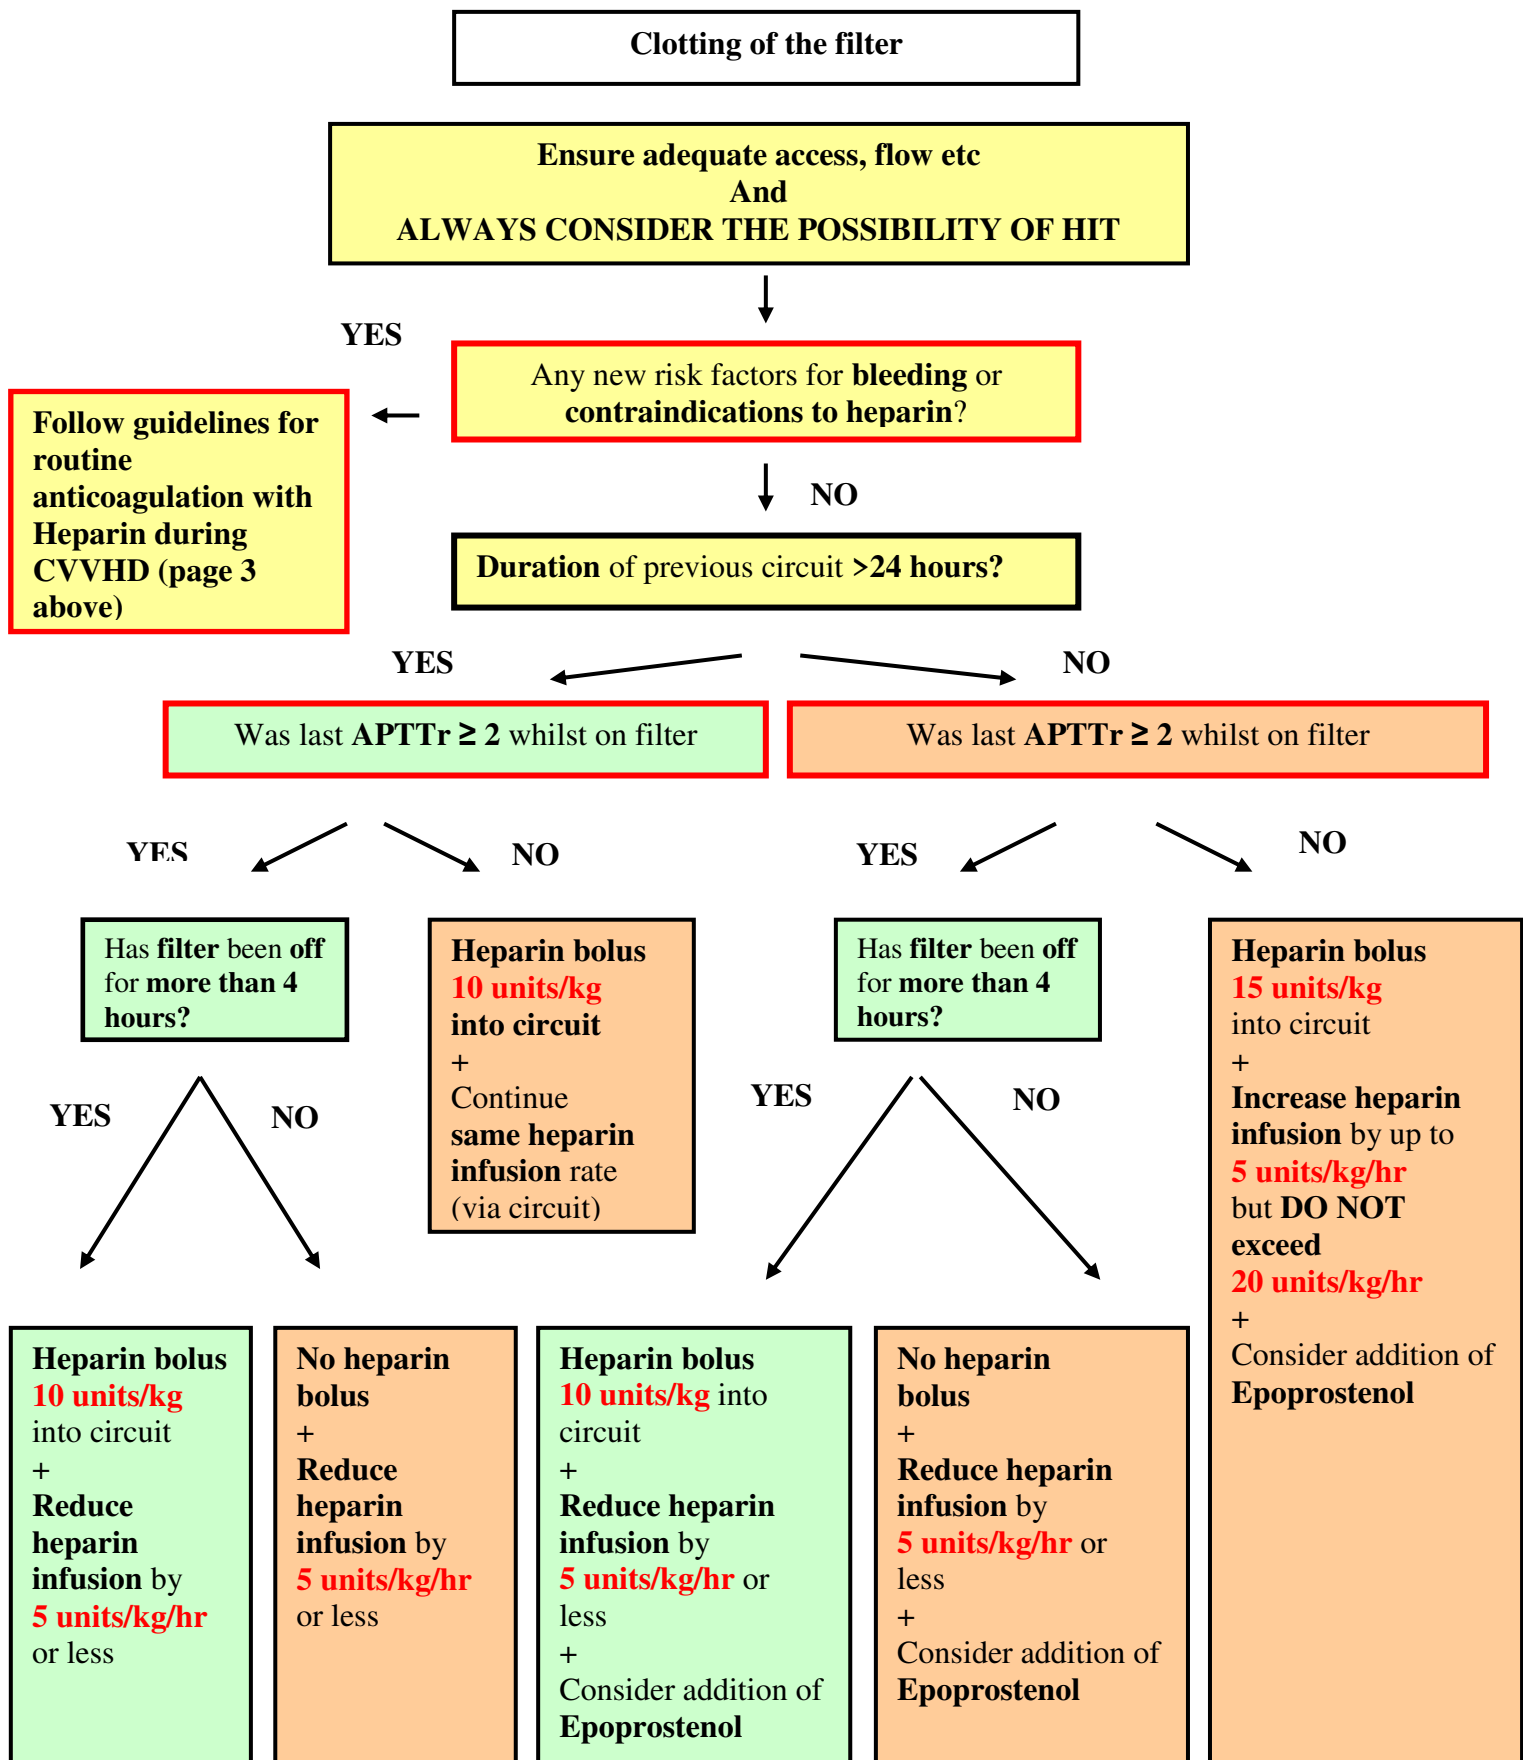 Clotting of the filter
Ensure adequate access, flow etc
And
ALWAYS CONSIDER THE POSSIBILITY OF HIT
YES
Any new risk factors for bleeding or
contraindications to heparin?
Follow guidelines for
routine
anticoagulation with
Heparin during
CVVHD (page 3
above)
NO
Duration of previous circuit >24 hours?
YES
NO
Was last APTTr ≥ 2 whilst on filter
Was last APTTr ≥ 2 whilst on filter
YES
NO
YES
NO
Has filter been off
for more than 4
hours?
Heparin bolus
10 units/kg
into circuit
+
Continue
same heparin
infusion rate
(via circuit)
Has filter been off
for more than 4
hours?
Heparin bolus
15 units/kg
into circuit
+
Increase heparin
infusion by up to
5 units/kg/hr
but DO NOT
exceed
20 units/kg/hr
+
Consider addition of
Epoprostenol
YES
NO
YES
NO
Heparin bolus
10 units/kg
into circuit
+
Reduce
heparin
infusion by
5 units/kg/hr
or less
No heparin
bolus
+
Reduce
heparin
infusion by
5 units/kg/hr
or less
Heparin bolus
10 units/kg into
circuit
+
Reduce heparin
infusion by
5 units/kg/hr or
less
+
Consider addition of
Epoprostenol
No heparin
bolus
+
Reduce heparin
infusion by
5 units/kg/hr or
less
+
Consider addition of
Epoprostenol